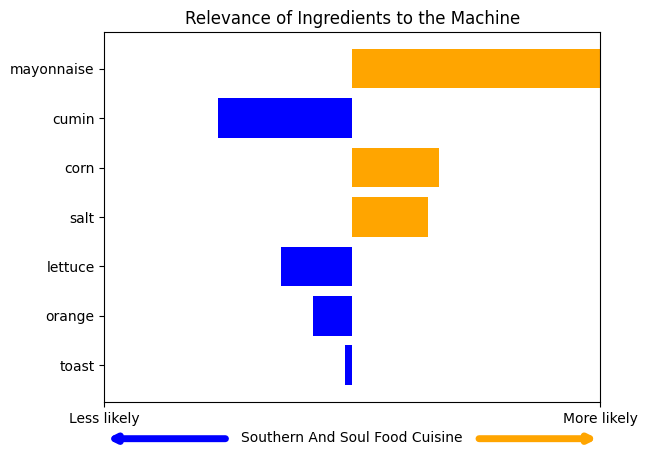 Relevance of Ingredients to the Machine
mayonnaise
cumin
corn
salt
lettuce
orange
toast
Less likely
More likely
Southern And Soul Food Cuisine